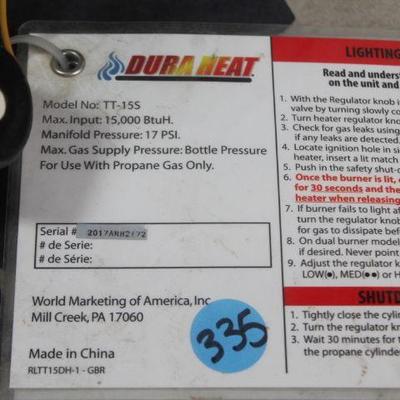 DURA HEAT
Model No: TT-15S
Max. Input: 15,000 BtuH.
Manifold Pressure: 17 PSI.
Max. Gas Supply Pressure: Bottle Pressure
For Use With Propane Gas Only.
Serial #
# de Serie:
# de Série:
World Marketing of America, Inc
Mill Creek, PA 17060
335
Made in China
RLTT15DH-1 - GBR
LIGHTING
Read and unders
on the unit and
1. With the Regulator knob i
valve by turning slowly co
2. Turn heater regulator kno
3. Check for gas leaks using
if any leaks are detected.
4. Locate ignition hole in si
heater, insert a lit match
5. Push in the safety shut-o
6. Once the burner is lit,
for 30 seconds and the
heater when releasing
7. If burner fails to light af
turn the regulator knob
for gas to dissipate befo
8. On dual burner model
if desired. Never point
9. Adjust the regulator k
LOW(●), MED(●●) or H
SHUTD
1. Tightly close the cylin
2. Turn the regulator kn
3. Wait 30 minutes for t
the propane cylinder